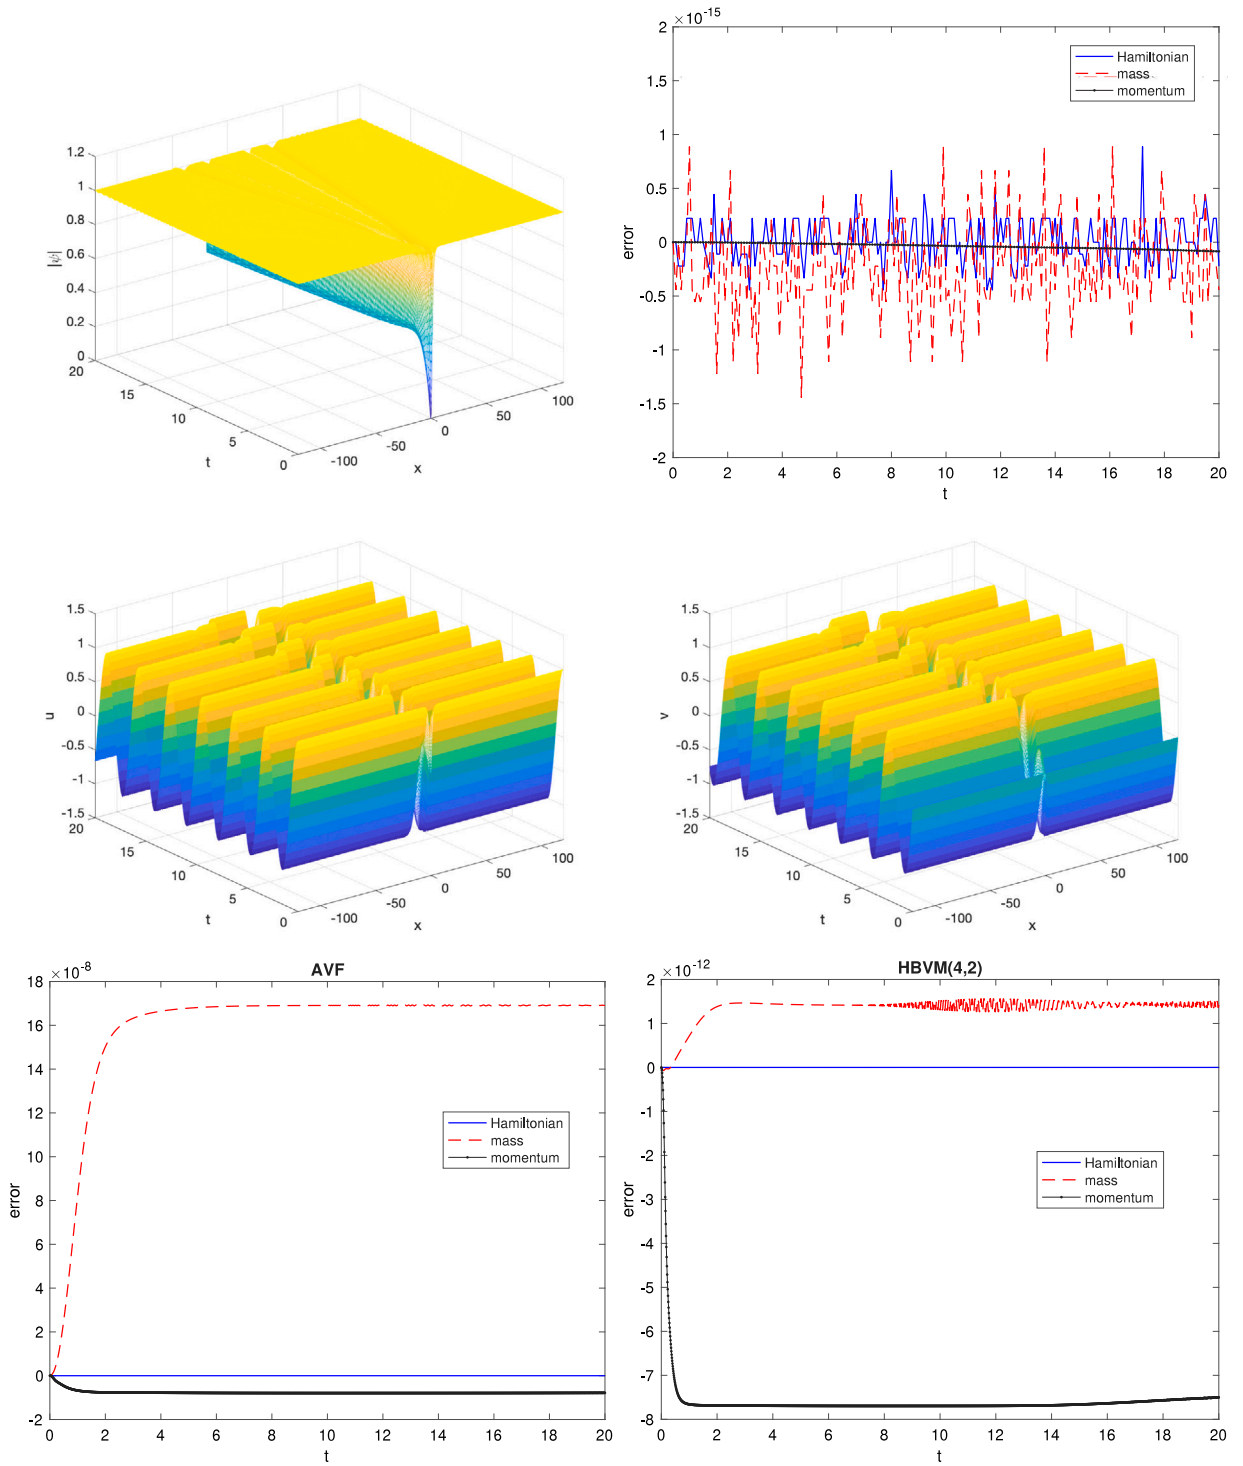 1.2
1
0.8
0.6
0.4
0.2
0
|ψ|
20
15
10
5
0
t
-100
-50
0
50
100
x
×10-15
2
1.5
1
0.5
0
-0.5
-1
-1.5
-2
error
0 2 4 6 8 10 12 14 16 18 20
t
Hamiltonian
mass
momentum
1.5
1
0.5
0
-0.5
-1
-1.5
u
20
15
10
5
0
t
-100
-50
0
50
100
x
1.5
1
0.5
0
-0.5
-1
-1.5
v
20
15
10
5
0
t
-100
-50
0
50
100
x
AVF
×10-8
18
16
14
12
10
8
6
4
2
0
-2
error
0 2 4 6 8 10 12 14 16 18 20
t
Hamiltonian
mass
momentum
HBVM(4,2)
×10-12
2
1
0
-1
-2
-3
-4
-5
-6
-7
-8
error
0 2 4 6 8 10 12 14 16 18 20
t
Hamiltonian
mass
momentum